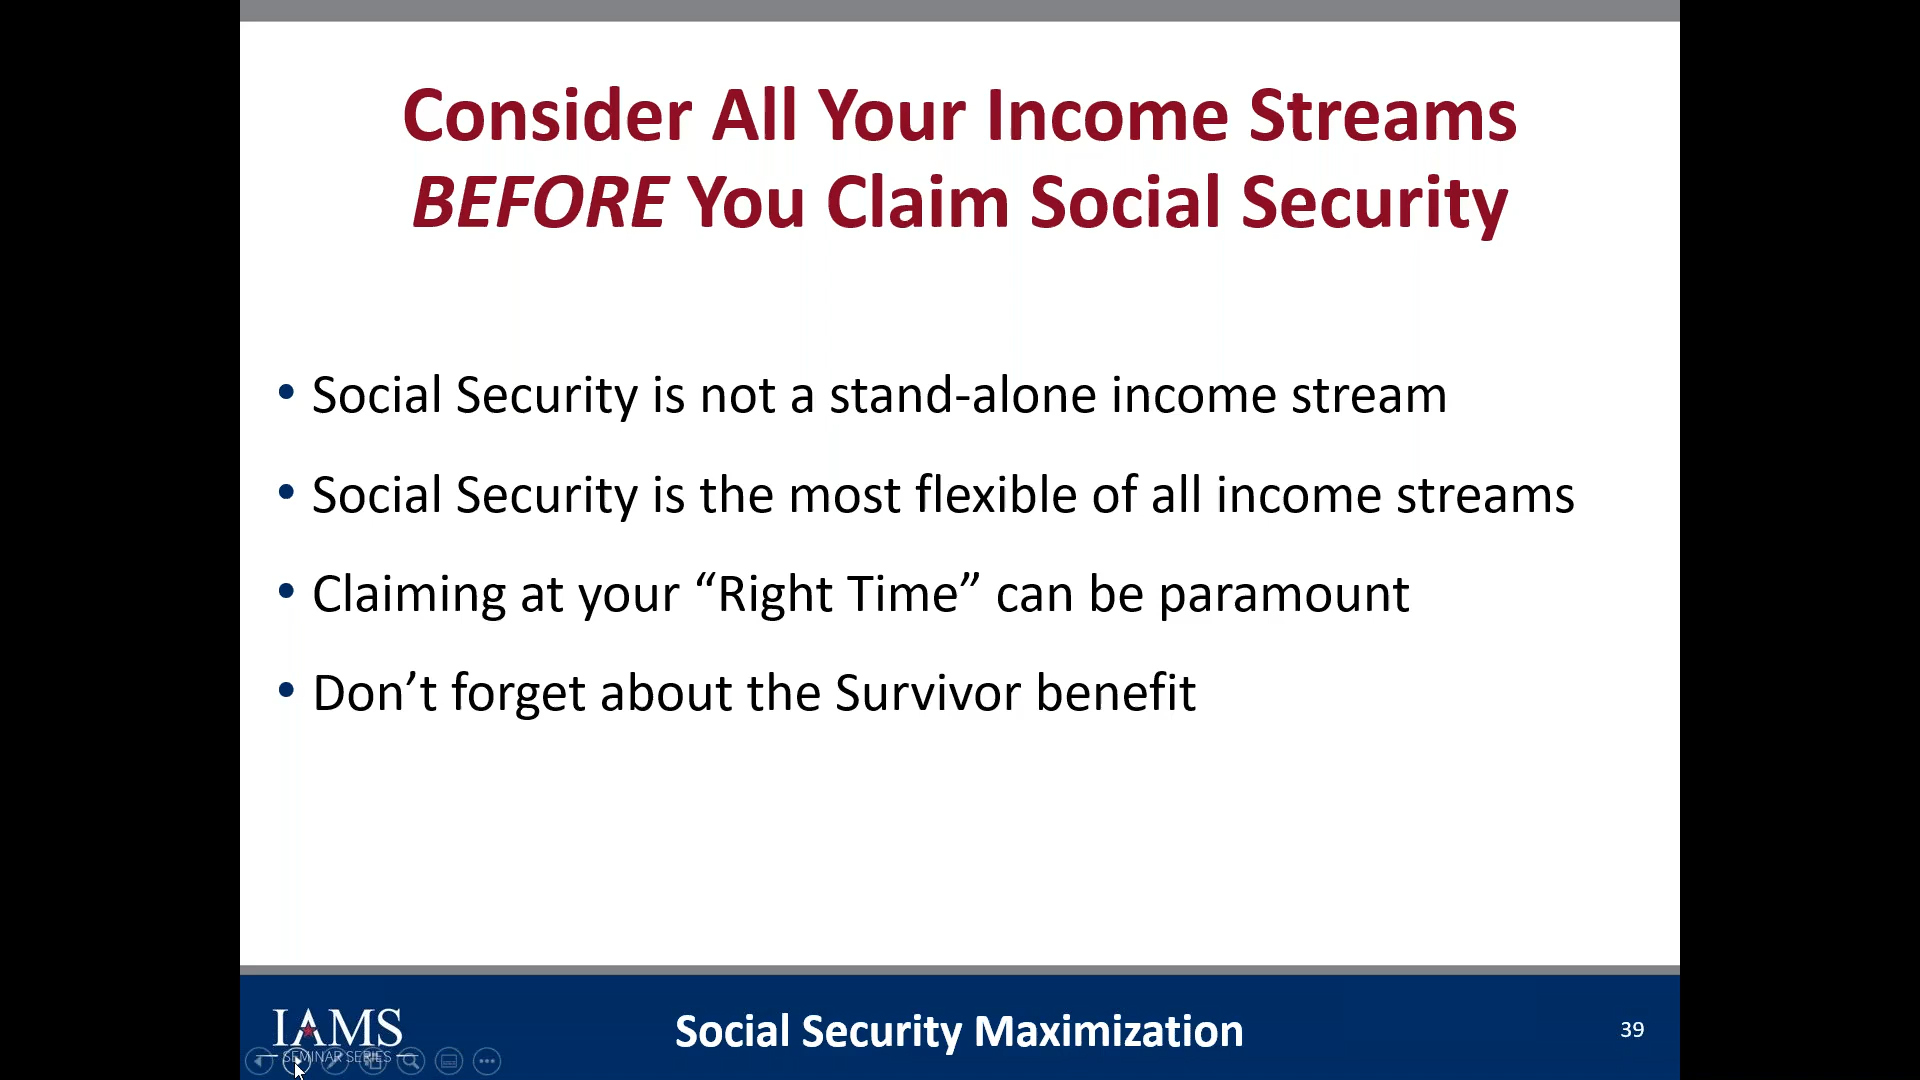 Consider All Your Income Streams
BEFORE You Claim Social Security
• Social Security is not a stand-alone income stream
• Social Security is the most flexible of all income streams
• Claiming at your “Right Time” can be paramount
• Don’t forget about the Survivor benefit
IAMS
SEMINAR SERIES
Social Security Maximization
39